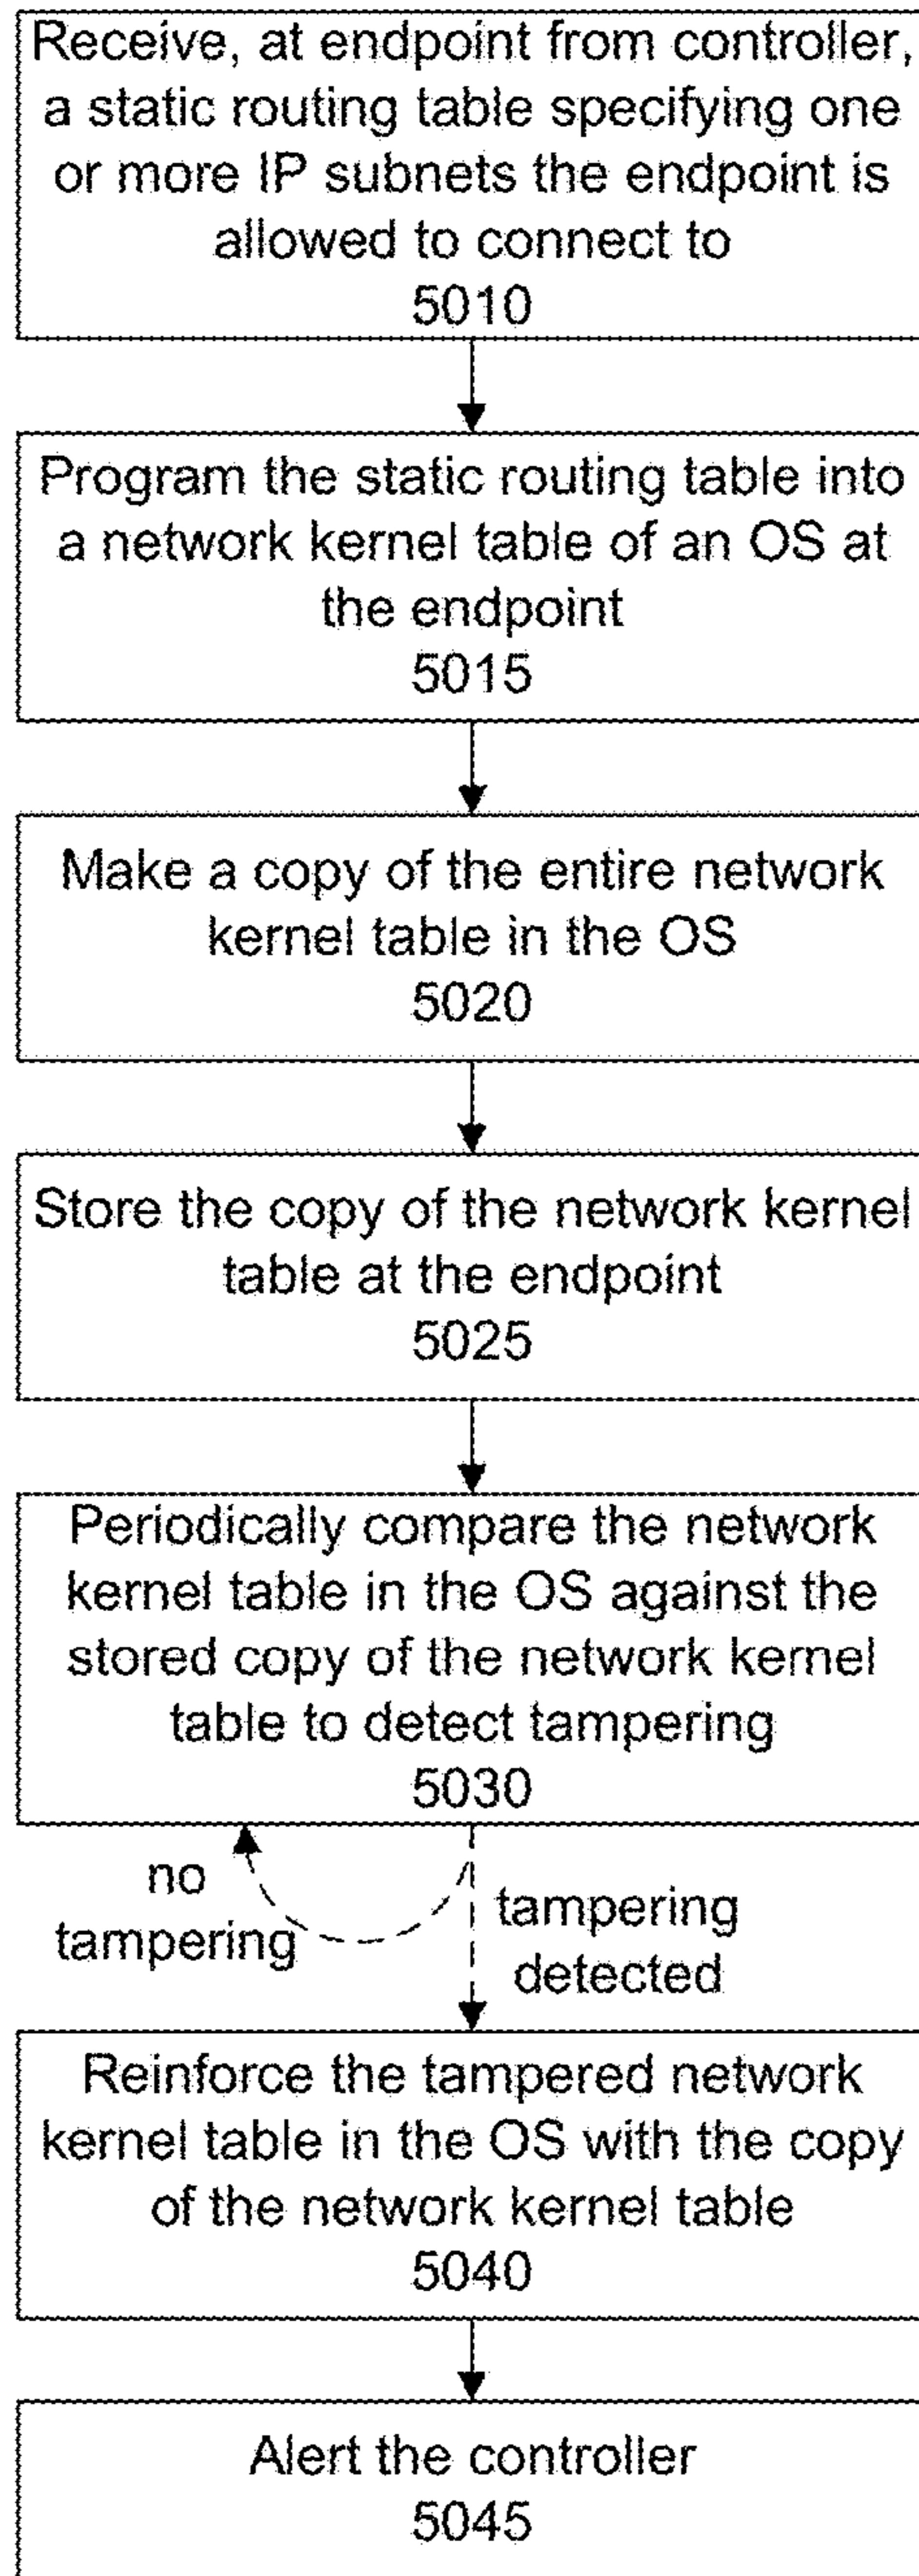 Receive, at endpoint from controller,
a static routing table specifying one
or more IP subnets the endpoint is
allowed to connect to
5010
Program the static routing table into
a network kernel table of an OS at
the endpoint
5015
Make a copy of the entire network
kernel table in the OS
5020
Store the copy of the network kernel
table at the endpoint
5025
Periodically compare the network
kernel table in the OS against the
stored copy of the network kernel
table to detect tampering
5030
no
tampering
tampering
detected
Reinforce the tampered network
kernel table in the OS with the copy
of the network kernel table
5040
Alert the controller
5045